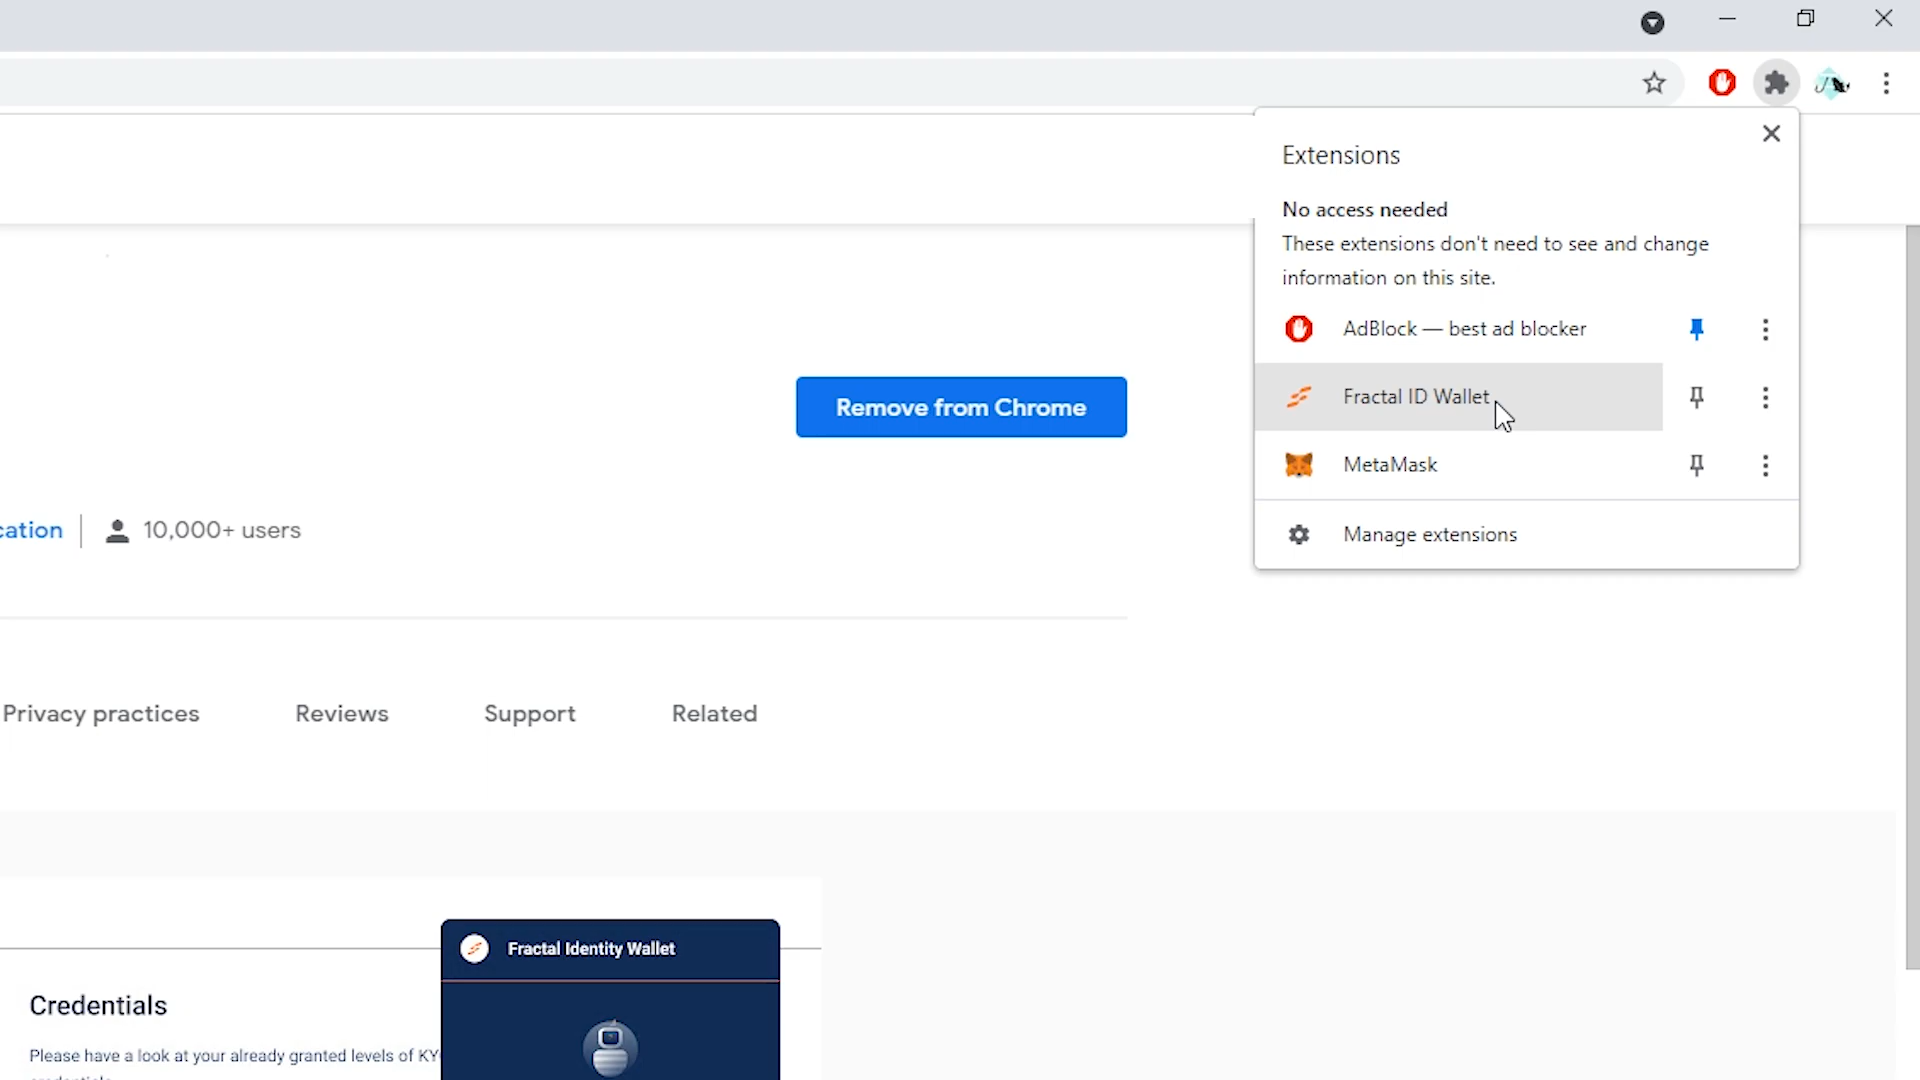 Extensions
No access needed
These extensions don't need to see and change
information on this site.
AdBlock — best ad blocker
Fractal ID Wallet
MetaMask
Manage extensions
Remove from Chrome
cation
10,000+ users
Privacy practices
Reviews
Support
Related
Fractal Identity Wallet
Credentials
Please have a look at your already granted levels of KY